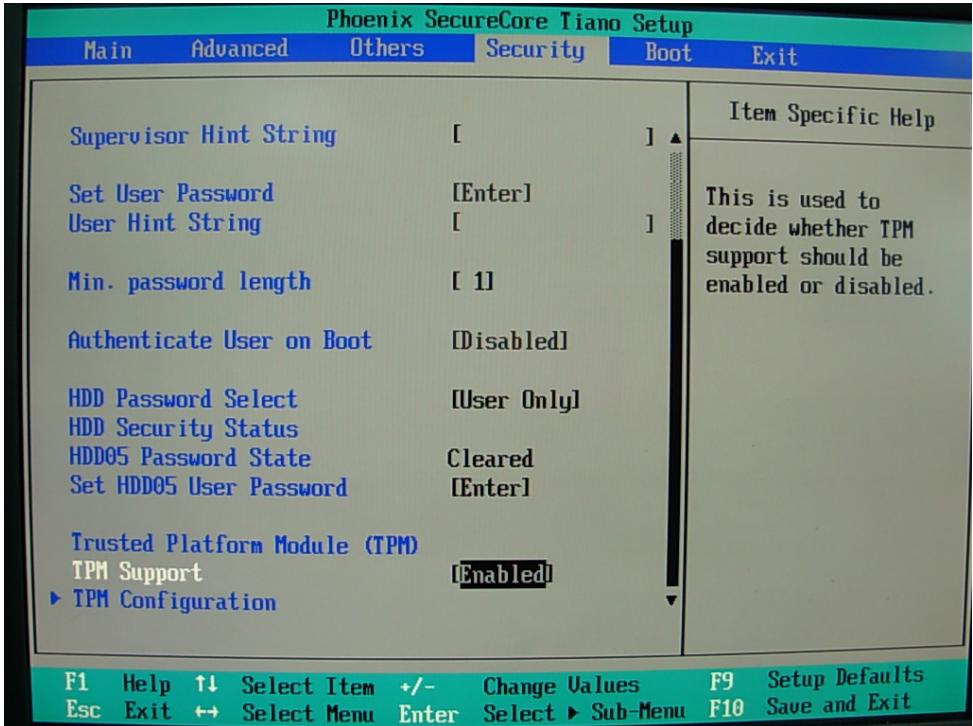 Phoenix SecureCore Tiano Setup
Main Advanced Others Security Boot Exit
Item Specific Help
Supervisor Hint String [ ]
Set User Password [Enter]
User Hint String [ ]
Min. password length [ 1]
Authenticate User on Boot [Disabled]
HDD Password Select [User Only]
HDD Security Status
HDD05 Password State Cleared
Set HDD05 User Password [Enter]
Trusted Platform Module (TPM)
TPM Support [Enabled]
▶ TPM Configuration
This is used to
decide whether TPM
support should be
enabled or disabled.
F1 Help ↑↓ Select Item +/- Change Values F9 Setup Defaults
Esc Exit ↔ Select Menu Enter Select ▶ Sub-Menu F10 Save and Exit